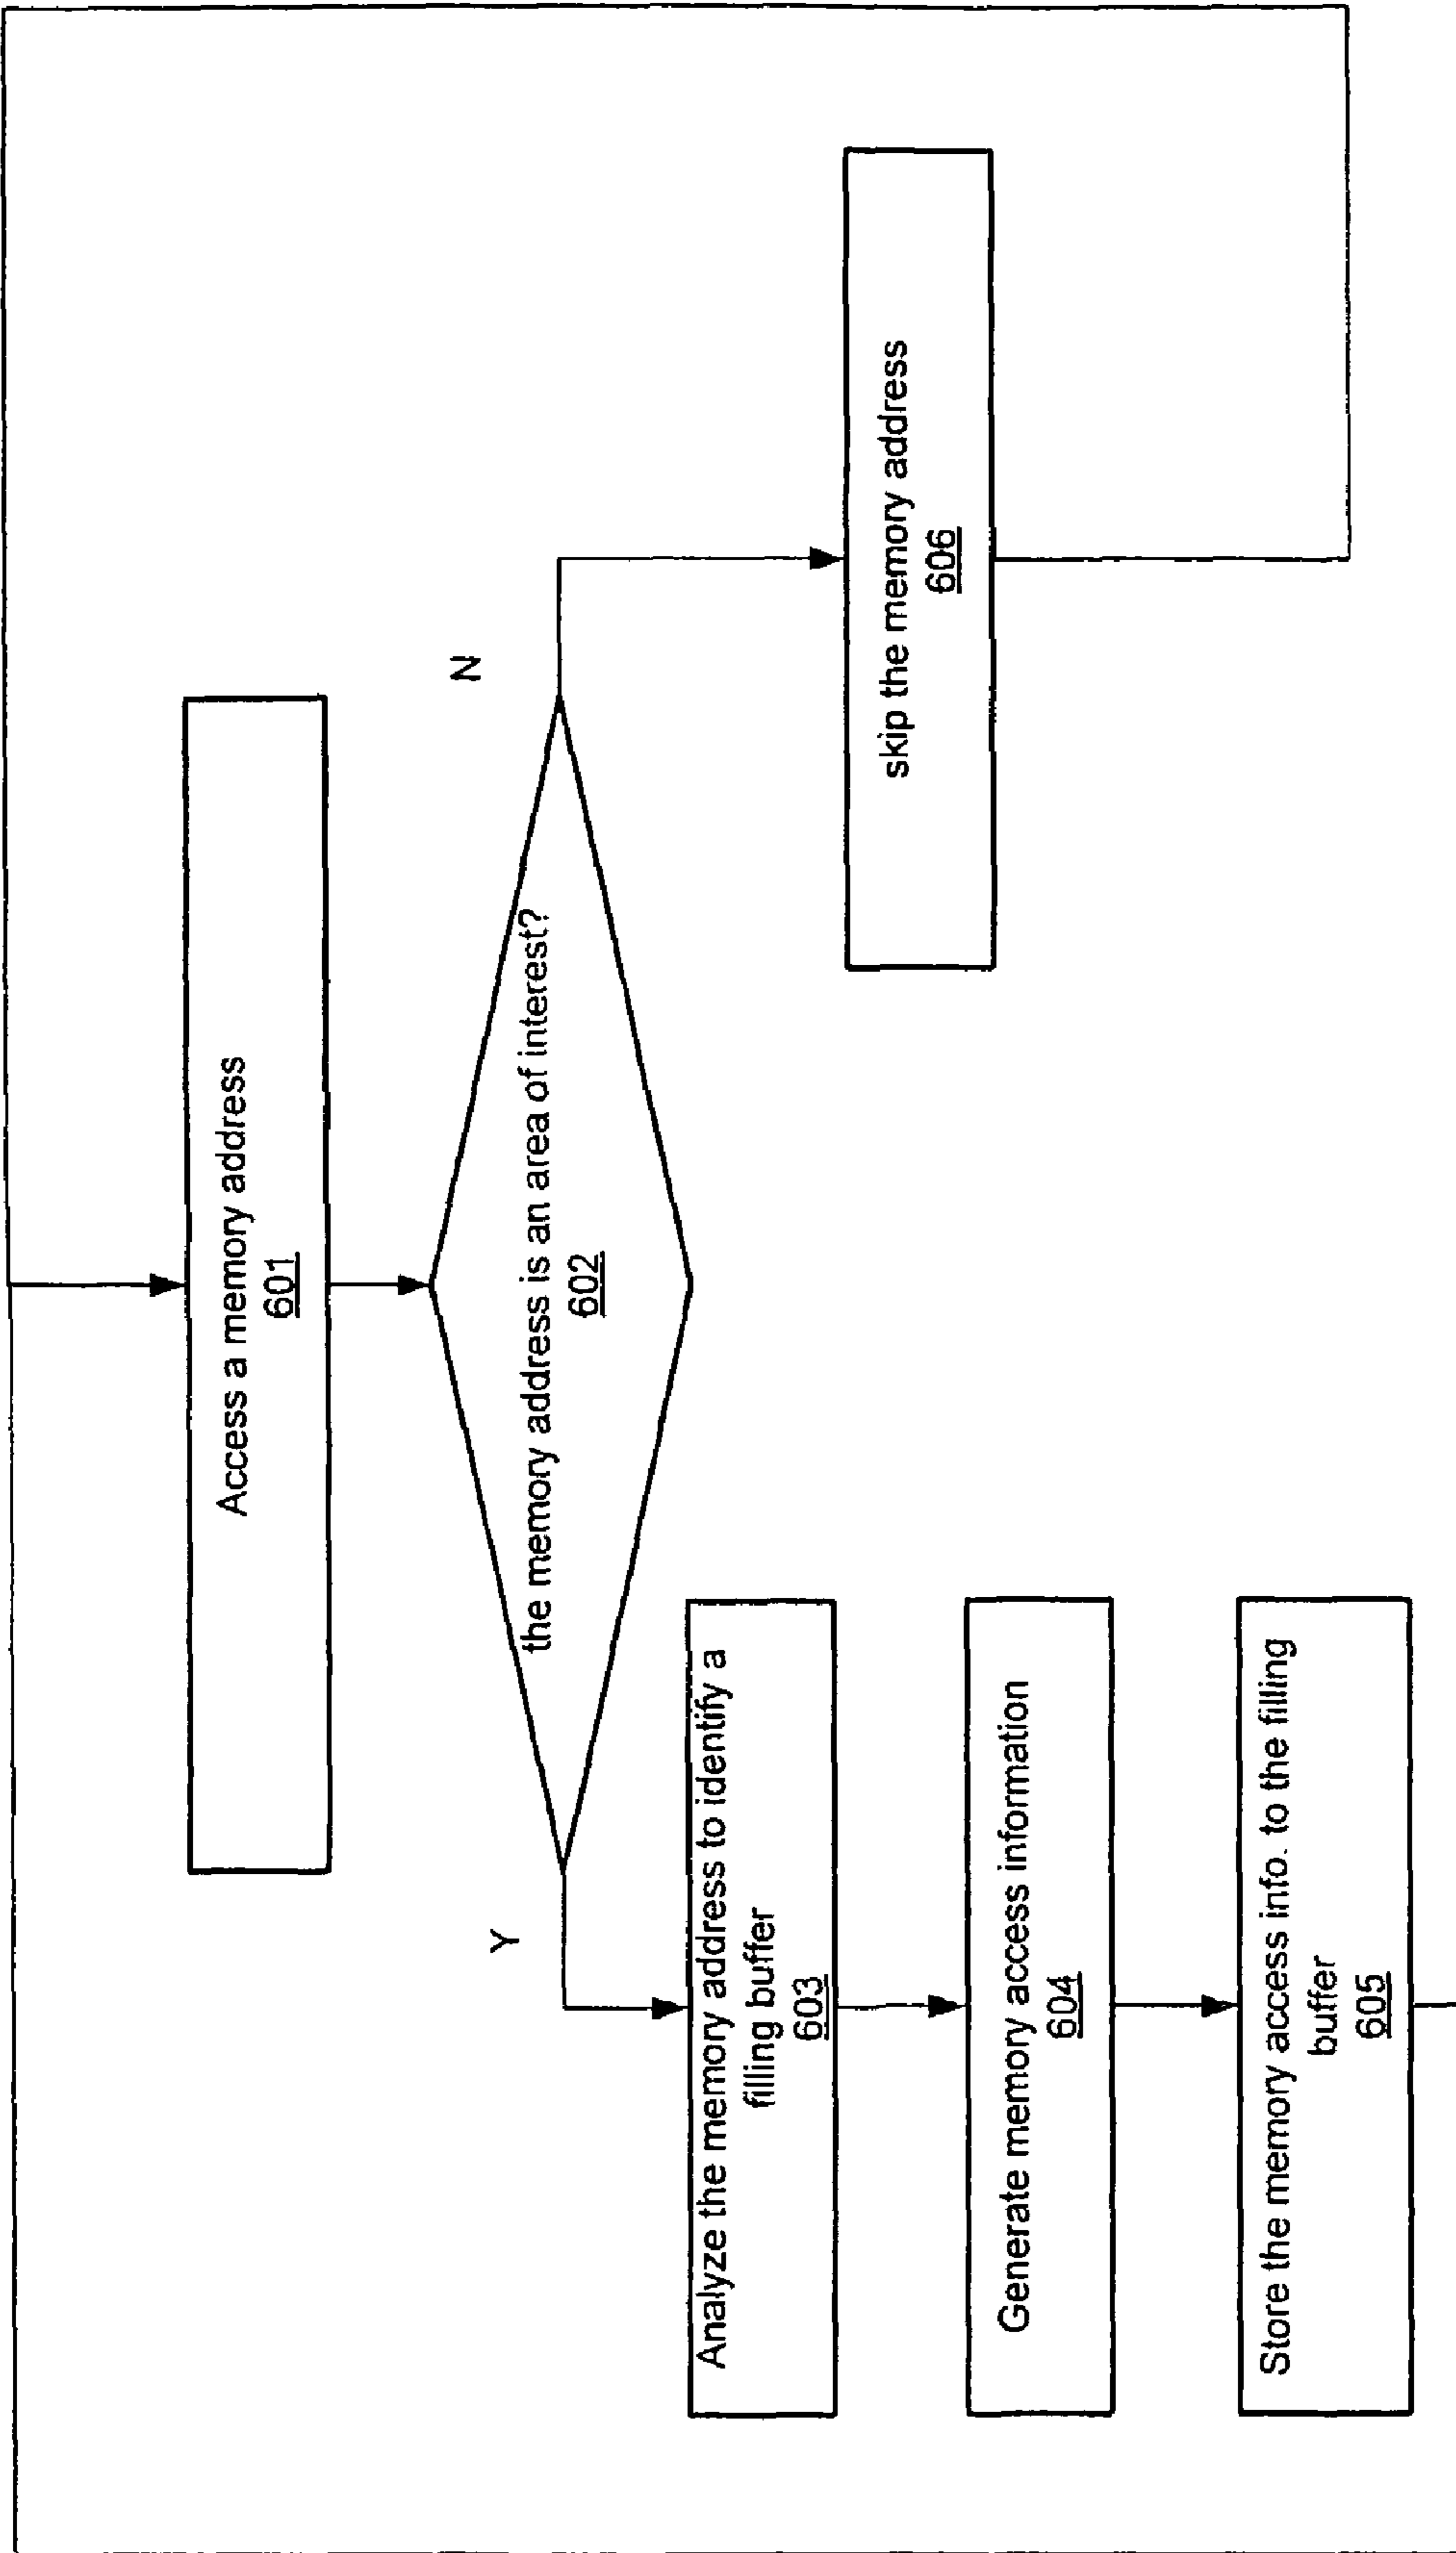 Access a memory address
601
the memory address is an area of interest?
602
Y
N
Analyze the memory address to identify a
filling buffer
603
Generate memory access information
604
Store the memory access info. to the filling
buffer
605
skip the memory address
606